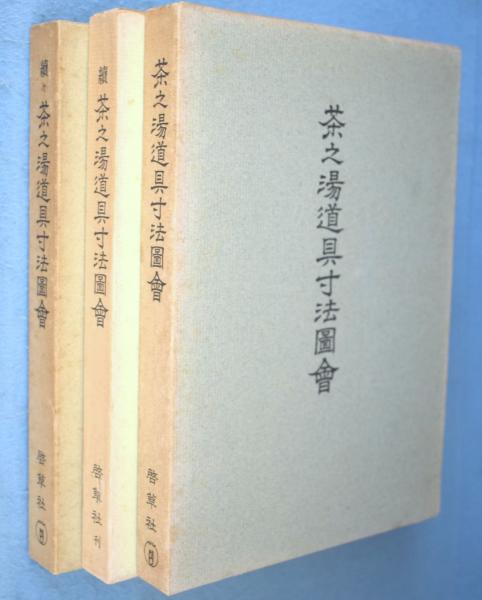 茶之湯道具寸法圖會
茶之湯道具寸法圖會
啓草社
續 茶之湯道具寸法圖會
啓草社 刊
續々 茶之湯道具寸法圖會
啓草社